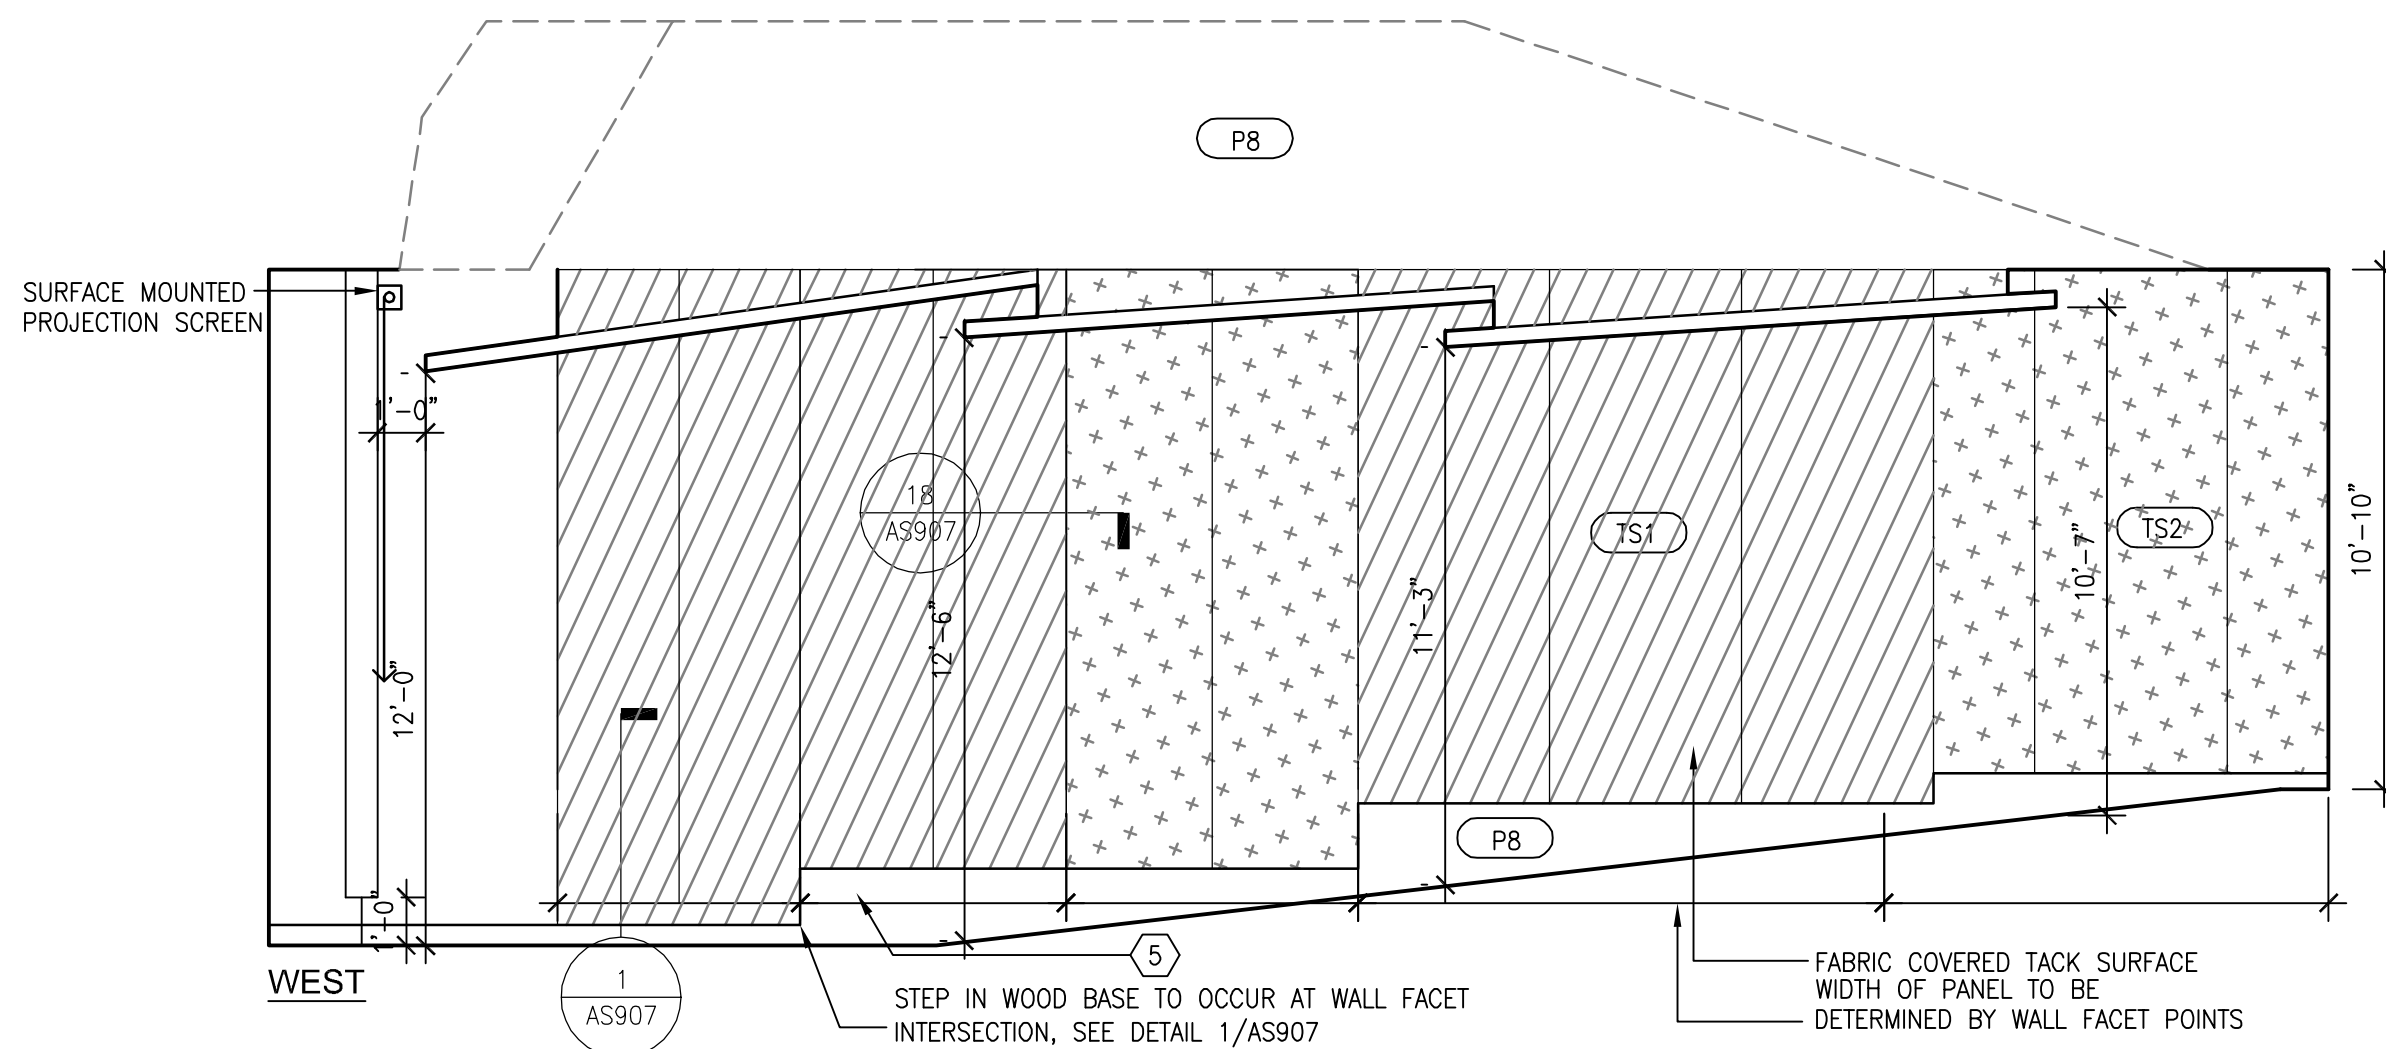 P8
SURFACE MOUNTED
PROJECTION SCREEN
1'-0"
18
AS907
TS1
TS2
10'-10"
10'-7"
11'-3"
12'-6"
12'-0"
P8
1'-0"
5
WEST
1
AS907
STEP IN WOOD BASE TO OCCUR AT WALL FACET
INTERSECTION, SEE DETAIL 1/AS907
FABRIC COVERED TACK SURFACE
WIDTH OF PANEL TO BE
DETERMINED BY WALL FACET POINTS